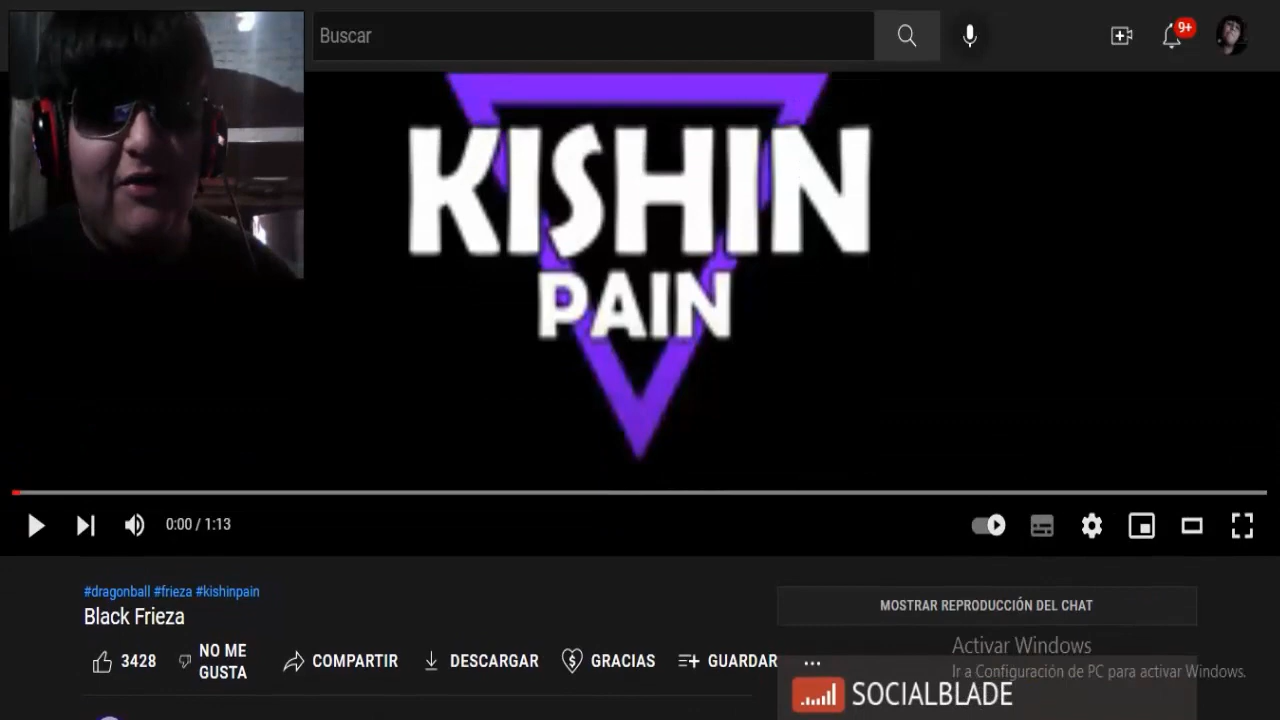 Buscar
9+
KISHIN
PAIN
0:00 / 1:13
#dragonball #frieza #kishinpain
Black Frieza
3428
NO ME
GUSTA
COMPARTIR
DESCARGAR
GRACIAS
GUARDAR
...
MOSTRAR REPRODUCCIÓN DEL CHAT
Activar Windows
Ir a Configuración de PC para activar Windows.
SOCIALBLADE